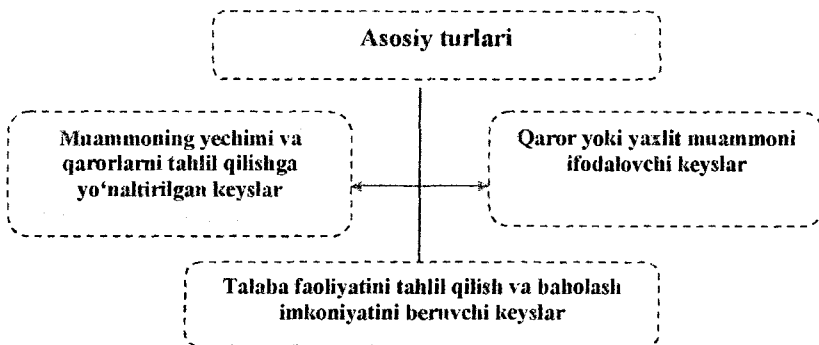 Asosiy turlari
Muammoning yechimi va
qarorlarni tahlil qilishga
yo‘naltirilgan keyslar
Qaror yoki yaxlit muammoni
ifodalovchi keyslar
Talaba faoliyatini tahlil qilish va baholash
imkoniyatini beruvchi keyslar